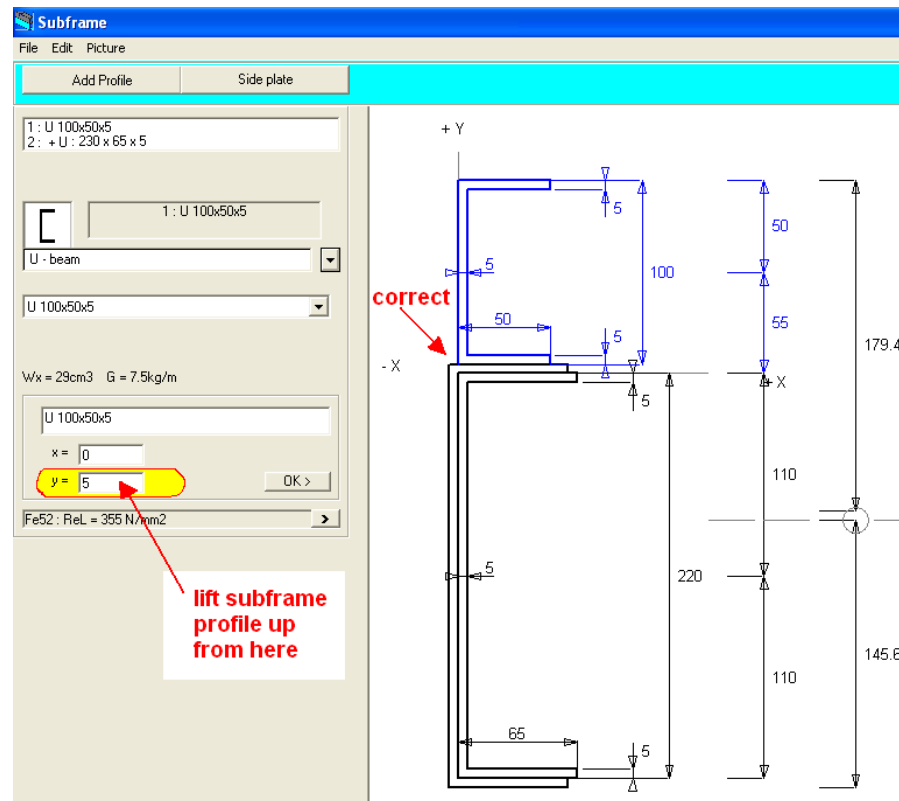 Subframe
File Edit Picture
Add Profile Side plate
1 : U 100x50x5
2 : + U : 230 x 65 x 5
1 : U 100x50x5
U - beam
U 100x50x5
Wx = 29cm3 G = 7.5kg/m
U 100x50x5
x = 0
y = 5 OK >
Fe52 : ReL = 355 N/mm2 >
lift subframe
profile up
from here
+ Y
5
50
5
100
correct
50
55
5
179.4
- X
+ X
5
110
5
220
110
145.6
65
5